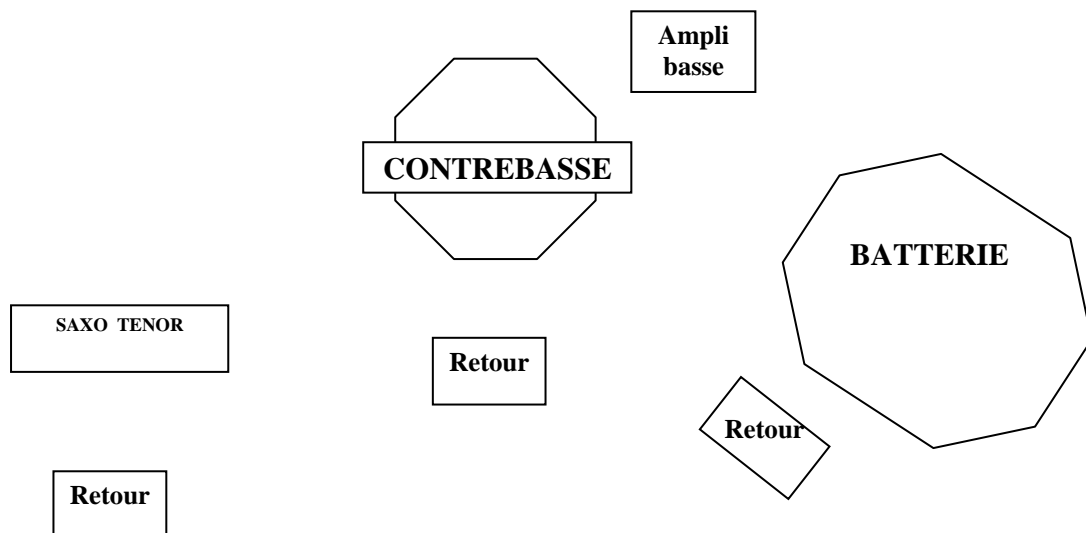 Ampli
basse
CONTREBASSE
BATTERIE
SAXO TENOR
Retour
Retour
Retour